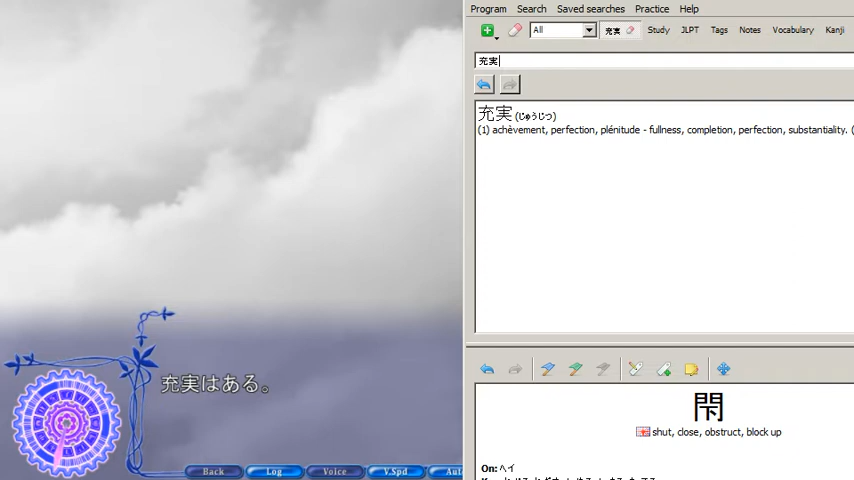 Program Search Saved searches Practice Help
All 充実 Study JLPT Tags Notes Vocabulary Kanji
充実
充実 (じゅうじつ)
(1) achèvement, perfection, plénitude - fullness, completion, perfection, substantiality. (
充実はある。
Back Log Voice V.Spd Aut
閇
shut, close, obstruct, block up
On: ヘイ